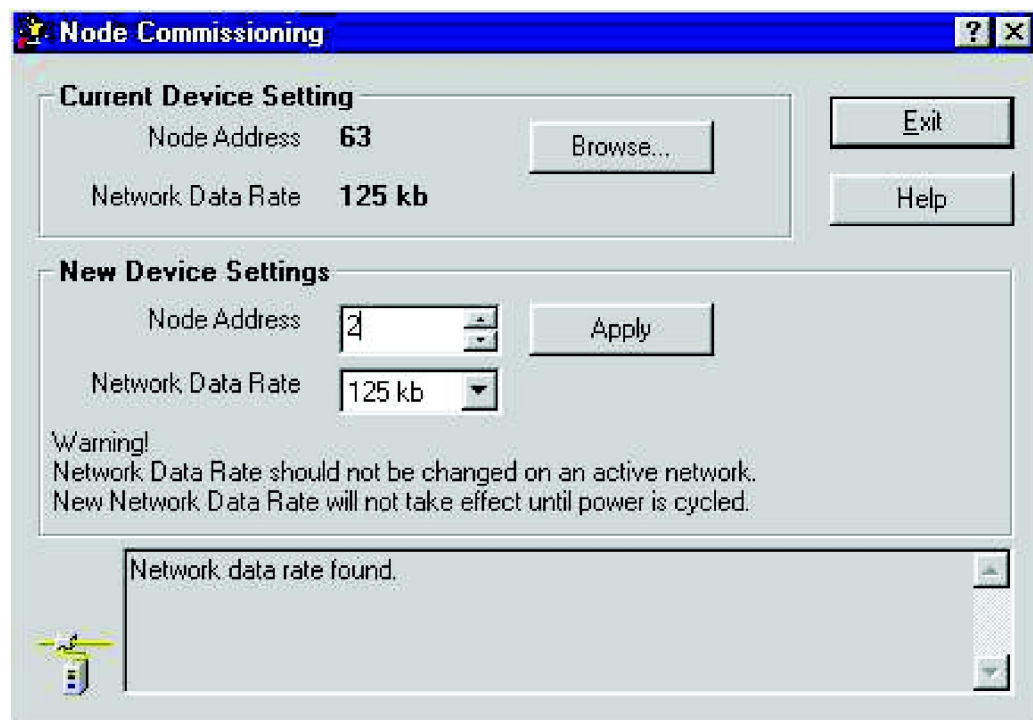 Node Commissioning
Current Device Setting
Node Address 63
Browse...
Network Data Rate 125 kb
Exit
Help
New Device Settings
Node Address 2
Apply
Network Data Rate 125 kb
Warning!
Network Data Rate should not be changed on an active network.
New Network Data Rate will not take effect until power is cycled.
Network data rate found.